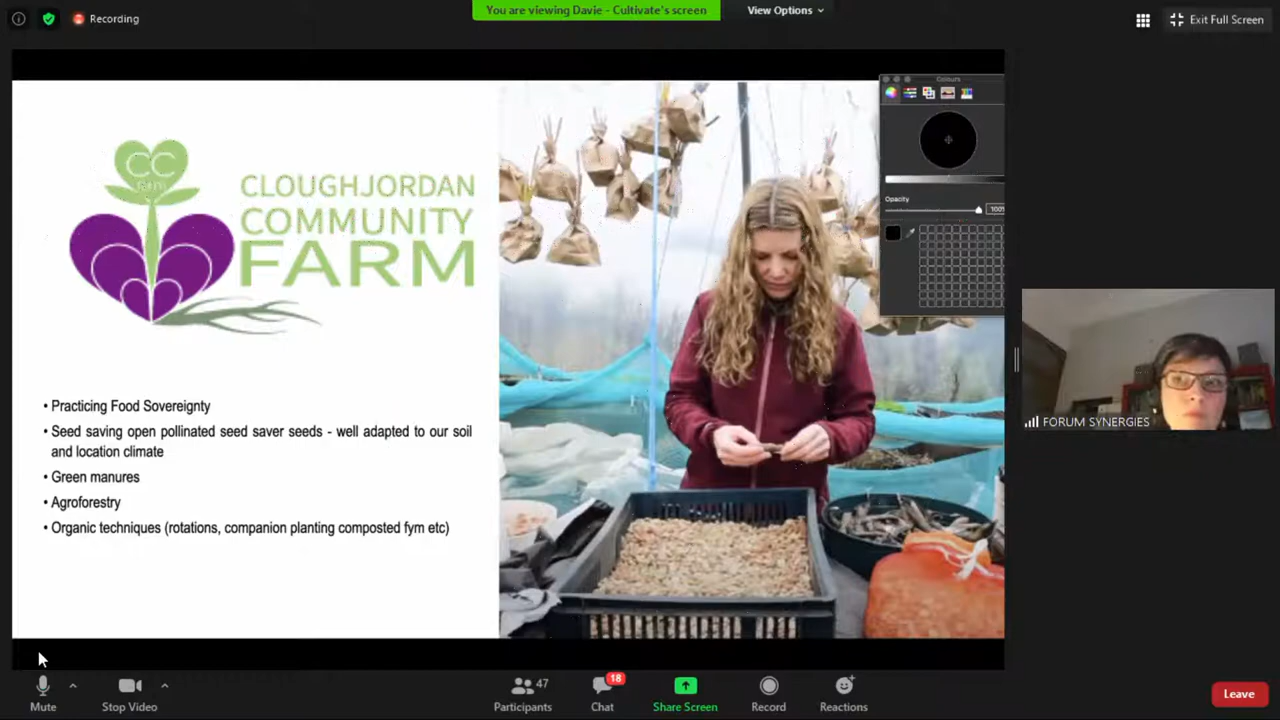 Recording
You are viewing Davie - Cultivate's screen
View Options
Exit Full Screen
Colours
CC
Farm
CLOUGHJORDAN
COMMUNITY
FARM
Opacity
100%
• Practicing Food Sovereignty
• Seed saving open pollinated seed saver seeds - well adapted to our soil
and location climate
• Green manures
• Agroforestry
• Organic techniques (rotations, companion planting composted fym etc)
FORUM SYNERGIES
Mute
Stop Video
Participants
47
Chat
18
Share Screen
Record
Reactions
Leave